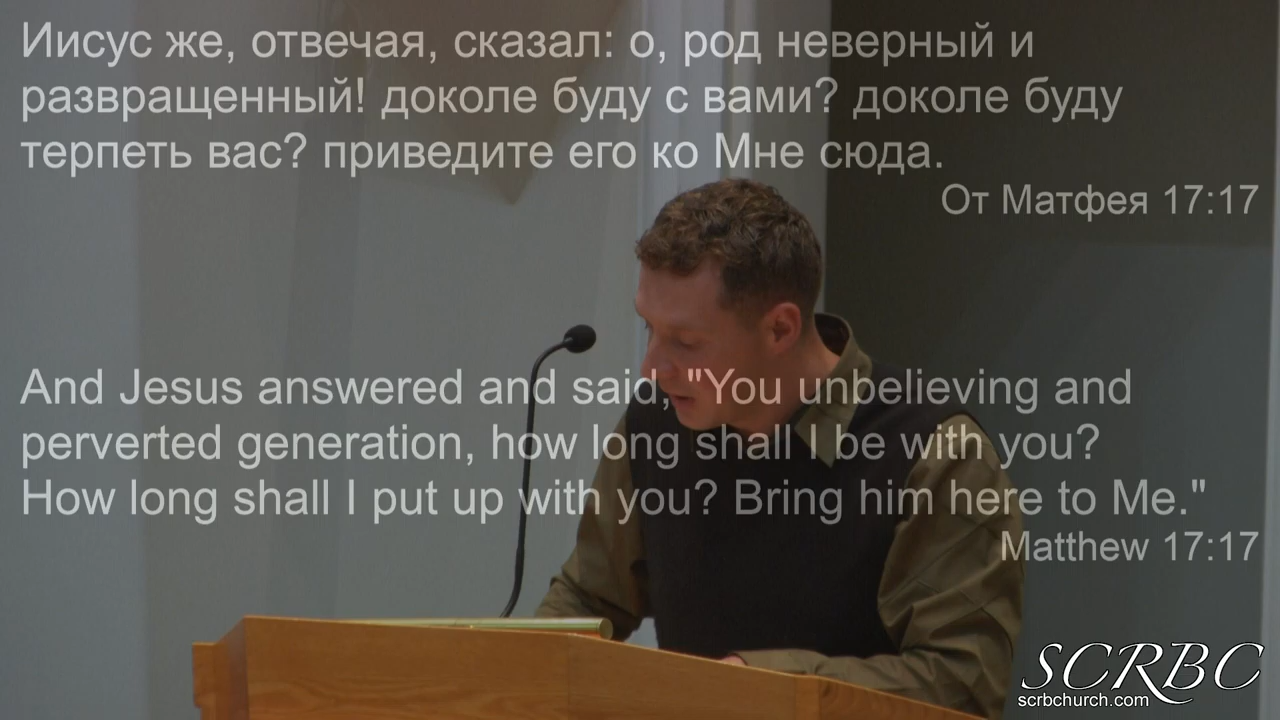 Иисус же, отвечая, сказал: о, род неверный и
развращенный! доколе буду с вами? доколе буду
терпеть вас? приведите его ко Мне сюда.
От Матфея 17:17
And Jesus answered and said, "You unbelieving and
perverted generation, how long shall I be with you?
How long shall I put up with you? Bring him here to Me."
Matthew 17:17
SCRBC
scrbchurch.com